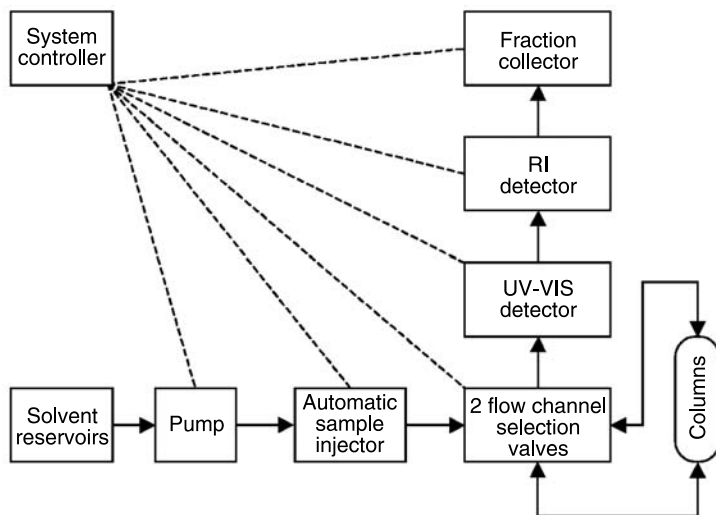 System
controller
Fraction
collector
RI
detector
UV-VIS
detector
Solvent
reservoirs
Pump
Automatic
sample
injector
2 flow channel
selection
valves
Columns